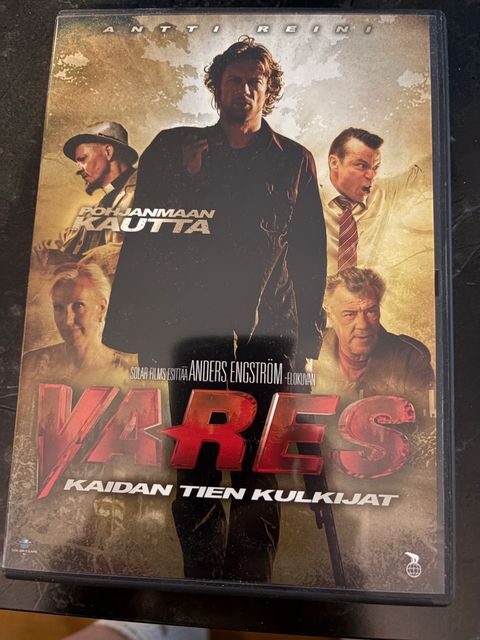 ANTTI REINI
POHJANMAAN
KAUTTA
SOLAR FILMS ESITTÄÄ ANDERS ENGSTRÖM -ELOKUVAN
VARES
KAIDAN TIEN KULKIJAT